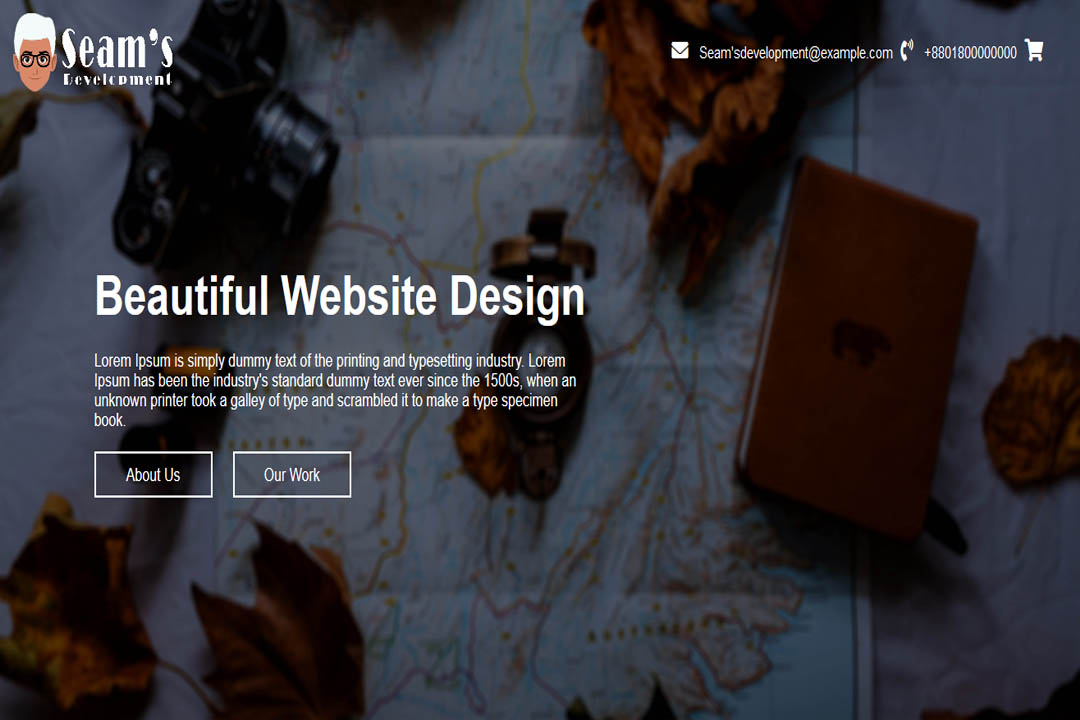 Seam's
Development
Seam'sdevelopment@example.com
+8801800000000
Beautiful Website Design
Lorem Ipsum is simply dummy text of the printing and typesetting industry. Lorem
Ipsum has been the industry's standard dummy text ever since the 1500s, when an
unknown printer took a galley of type and scrambled it to make a type specimen
book.
About Us
Our Work